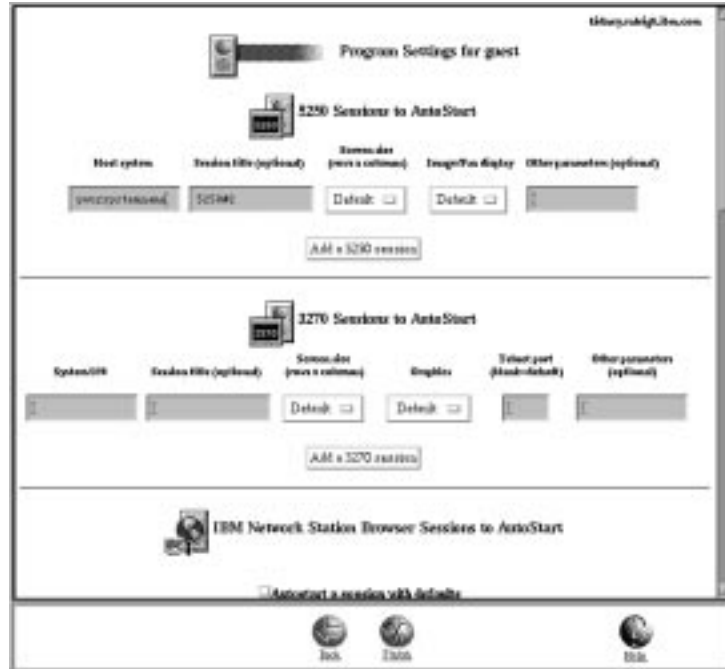 Program Settings for guest
5250 Sessions to AutoStart
Host system
Session title (optional)
Screen size (rows x columns)
Image/Fax display
Other parameters (optional)
Default
Default
Add a 5250 session
3270 Sessions to AutoStart
System/370
Session title (optional)
Screen size (rows x columns)
Graphics
Telnet port (blank=default)
Other parameters (optional)
Default
Default
Add a 3270 session
IBM Network Station Browser Sessions to AutoStart
Autostart a session with defaults
Back
Finish
Help